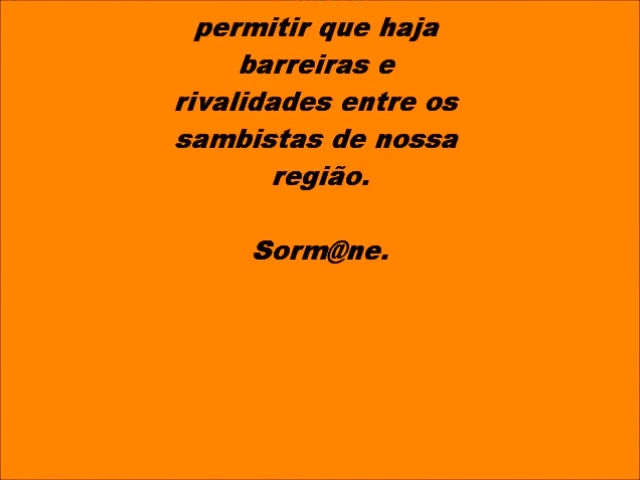 permitir que haja
barreiras e
rivalidades entre os
sambistas de nossa
região.
Sorm@ne.